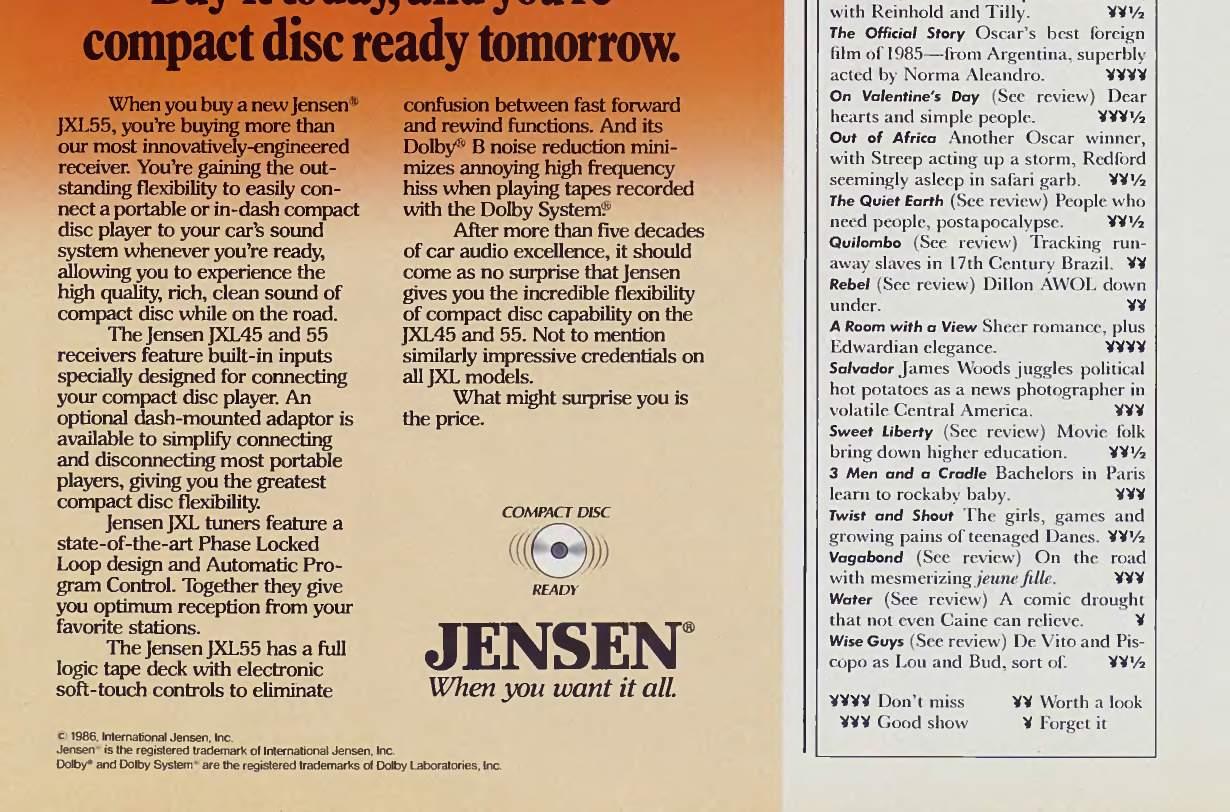 Buy it today, and you're
compact disc ready tomorrow.
When you buy a new Jensen®
JXL55, you're buying more than
our most innovatively-engineered
receiver. You're gaining the out-
standing flexibility to easily con-
nect a portable or in-dash compact
disc player to your car's sound
system whenever you're ready,
allowing you to experience the
high quality, rich, clean sound of
compact disc while on the road.
The Jensen JXL45 and 55
receivers feature built-in inputs
specially designed for connecting
your compact disc player. An
optional dash-mounted adaptor is
available to simplify connecting
and disconnecting most portable
players, giving you the greatest
compact disc flexibility.
Jensen JXL tuners feature a
state-of-the-art Phase Locked
Loop design and Automatic Pro-
gram Control. Together they give
you optimum reception from your
favorite stations.
The Jensen JXL55 has a full
logic tape deck with electronic
soft-touch controls to eliminate
confusion between fast forward
and rewind functions. And its
Dolby® B noise reduction mini-
mizes annoying high frequency
hiss when playing tapes recorded
with the Dolby System.®
After more than five decades
of car audio excellence, it should
come as no surprise that Jensen
gives you the incredible flexibility
of compact disc capability on the
JXL45 and 55. Not to mention
similarly impressive credentials on
all JXL models.
What might surprise you is
the price.
COMPACT DISC
READY
JENSEN®
When you want it all.
© 1986, International Jensen, Inc.
Jensen® is the registered trademark of International Jensen, Inc.
Dolby® and Dolby System® are the registered trademarks of Dolby Laboratories, Inc.
with Reinhold and Tilly. ¥¥½
The Official Story Oscar's best foreign
film of 1985—from Argentina, superbly
acted by Norma Aleandro. ¥¥¥¥
On Valentine's Day (See review) Dear
hearts and simple people. ¥¥¥½
Out of Africa Another Oscar winner,
with Streep acting up a storm, Redford
seemingly asleep in safari garb. ¥¥½
The Quiet Earth (See review) People who
need people, postapocalypse. ¥¥½
Quilombo (See review) Tracking run-
away slaves in 17th Century Brazil. ¥¥
Rebel (See review) Dillon AWOL down
under. ¥¥
A Room with a View Sheer romance, plus
Edwardian elegance. ¥¥¥¥
Salvador James Woods juggles political
hot potatoes as a news photographer in
volatile Central America. ¥¥¥
Sweet Liberty (See review) Movie folk
bring down higher education. ¥¥½
3 Men and a Cradle Bachelors in Paris
learn to rockaby baby. ¥¥¥
Twist and Shout The girls, games and
growing pains of teenaged Danes. ¥¥½
Vagabond (See review) On the road
with mesmerizing jeune fille. ¥¥¥
Water (See review) A comic drought
that not even Caine can relieve. ¥
Wise Guys (See review) De Vito and Pis-
copo as Lou and Bud, sort of. ¥¥½
¥¥¥¥ Don't miss ¥¥ Worth a look
¥¥¥ Good show ¥ Forget it